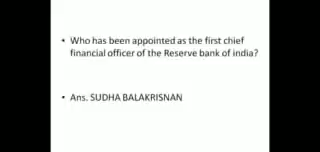 • Who has been appointed as the first chief
financial officer of the Reserve bank of india?
• Ans. SUDHA BALAKRISNAN